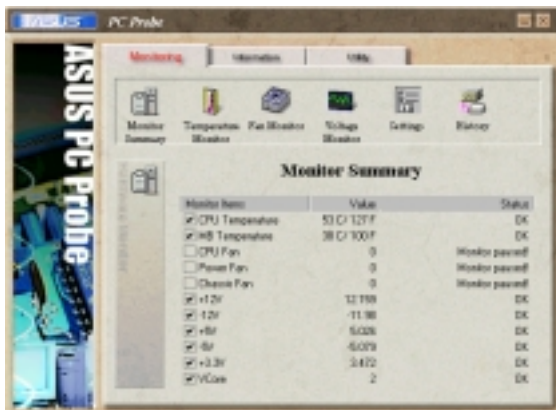 ASUS PC Probe
Monitoring Information Utility
ASUS PC Probe
Monitor Summary Temperature Monitor Fan Monitor Voltage Monitor Settings History
Hardware Monitor
Monitor Summary
Monitor Items Value Status
CPU Temperature 53 C/ 127 F OK
MB Temperature 38 C/ 100 F OK
CPU Fan 0 Monitor paused!
Power Fan 0 Monitor paused!
Chassis Fan 0 Monitor paused!
+12V OK
-12V -11.98 OK
+5V 5.026 OK
-5V -5.079 OK
+3.3V 3.472 OK
VCore 2 OK